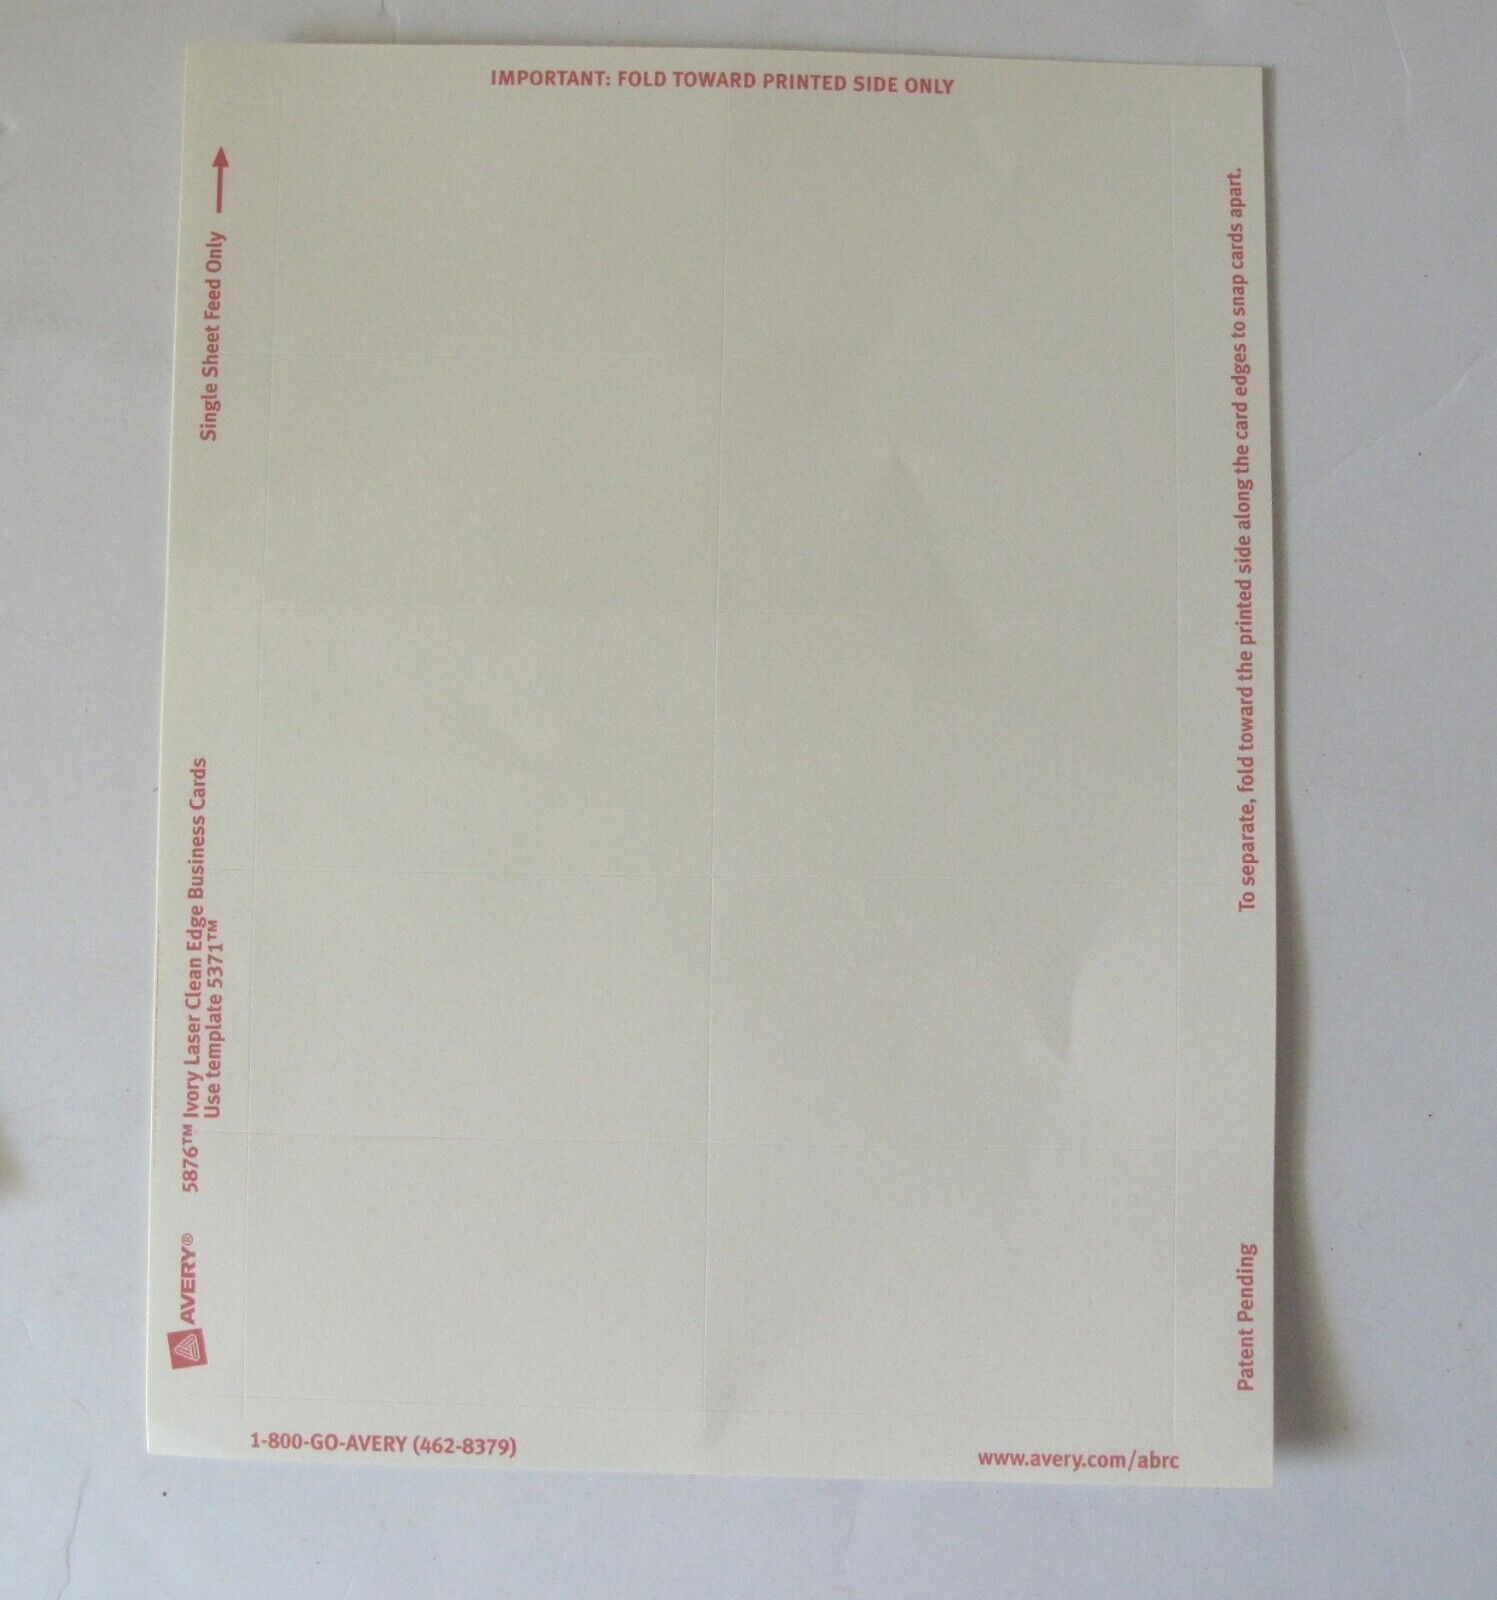 IMPORTANT: FOLD TOWARD PRINTED SIDE ONLY
Single Sheet Feed Only
5876™ Ivory Laser Clean Edge Business Cards
Use template 5371™
AVERY®
To separate, fold toward the printed side along the card edges to snap cards apart.
Patent Pending
1-800-GO-AVERY (462-8379)
www.avery.com/abrc